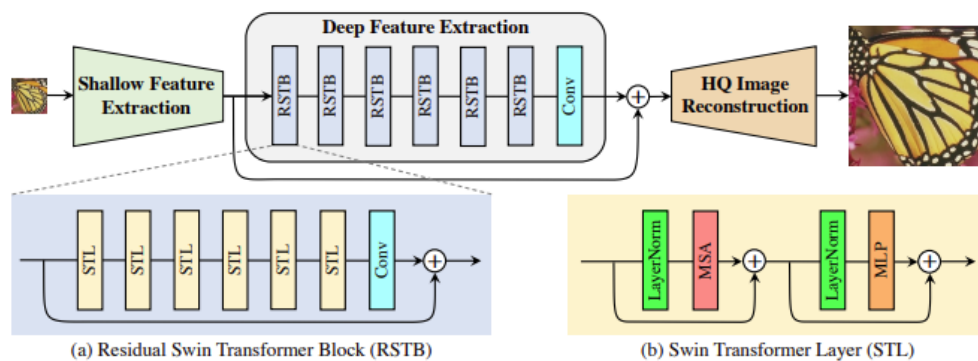 Deep Feature Extraction
Shallow Feature
Extraction
RSTB
RSTB
RSTB
RSTB
RSTB
RSTB
Conv
HQ Image
Reconstruction
STL
STL
STL
STL
STL
STL
Conv
LayerNorm
MSA
LayerNorm
MLP
(a) Residual Swin Transformer Block (RSTB)
(b) Swin Transformer Layer (STL)